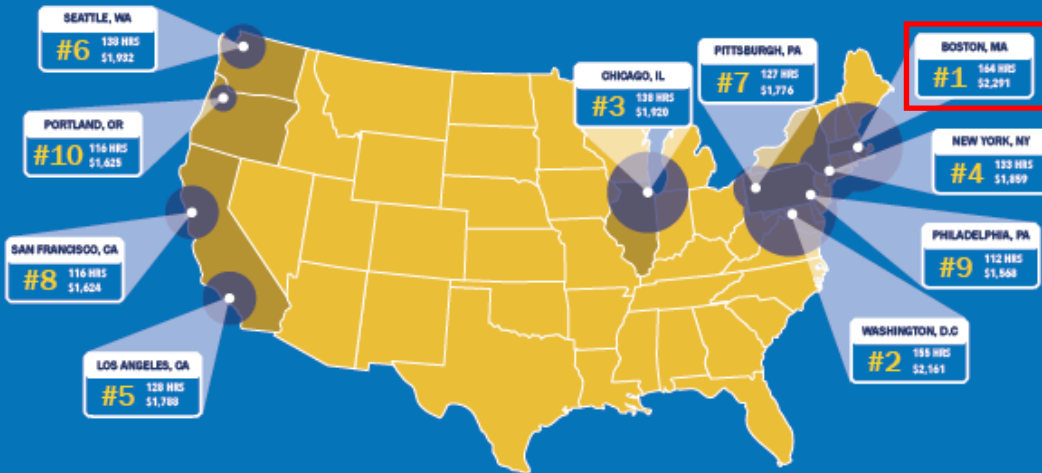 SEATTLE, WA
#6 138 HRS
$1,932
PORTLAND, OR
#10 116 HRS
$1,625
SAN FRANCISCO, CA
#8 116 HRS
$1,624
LOS ANGELES, CA
#5 128 HRS
$1,788
CHICAGO, IL
#3 138 HRS
$1,920
PITTSBURGH, PA
#7 127 HRS
$1,776
BOSTON, MA
#1 164 HRS
$2,291
NEW YORK, NY
#4 133 HRS
$1,859
PHILADELPHIA, PA
#9 112 HRS
$1,568
WASHINGTON, D.C
#2 155 HRS
$2,161